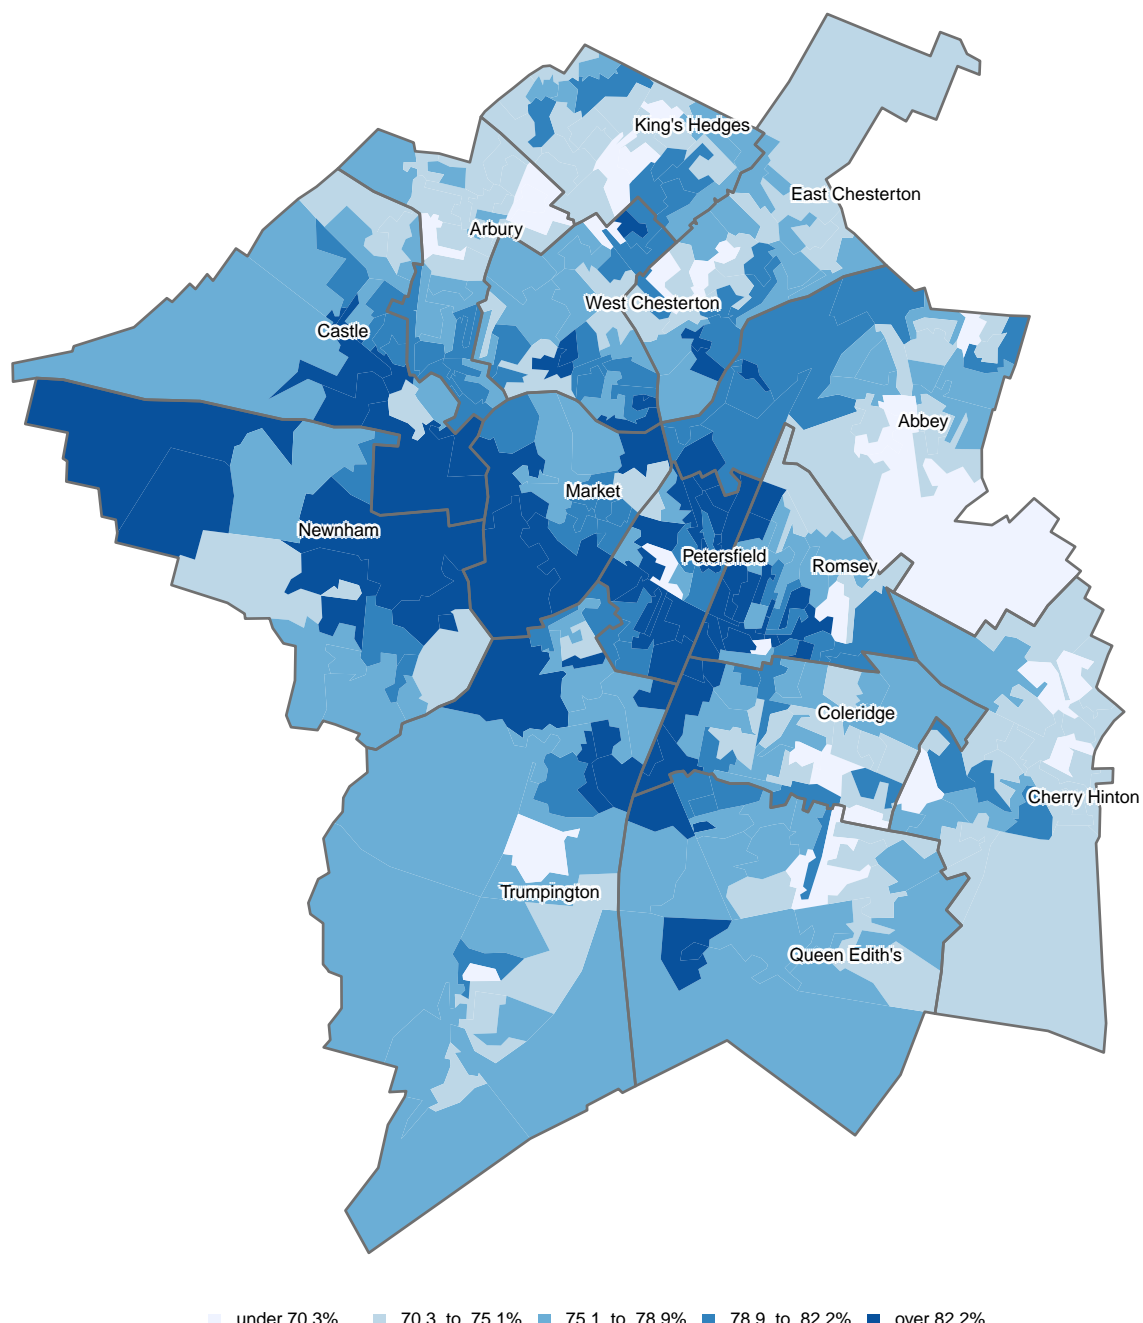 King's Hedges
East Chesterton
Arbury
West Chesterton
Castle
Abbey
Market
Newnham
Petersfield
Romsey
Coleridge
Cherry Hinton
Trumpington
Queen Edith's
under 70.3% 70.3 to 75.1% 75.1 to 78.9% 78.9 to 82.2% over 82.2%